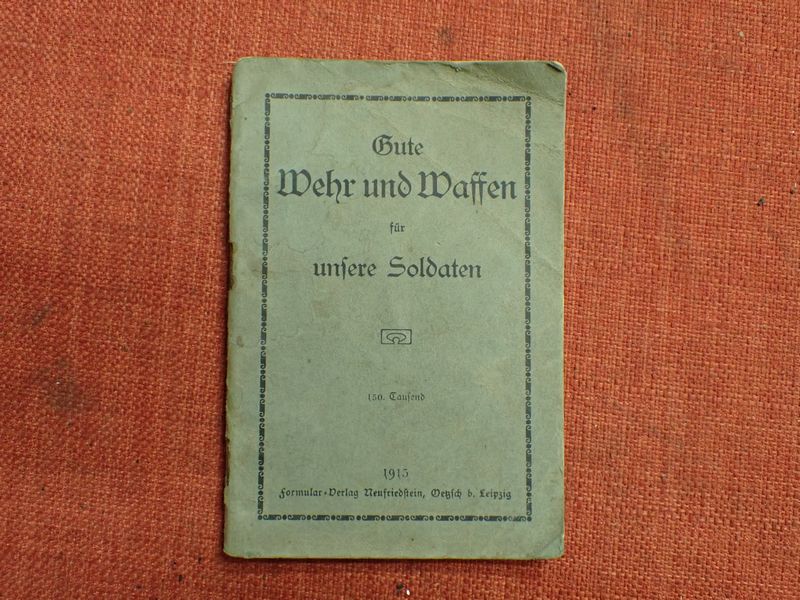 Gute
Wehr und Waffen
für
unsere Soldaten
150. Tausend
1915
Formular-Verlag Neufriedstein, Oetzsch b. Leipzig